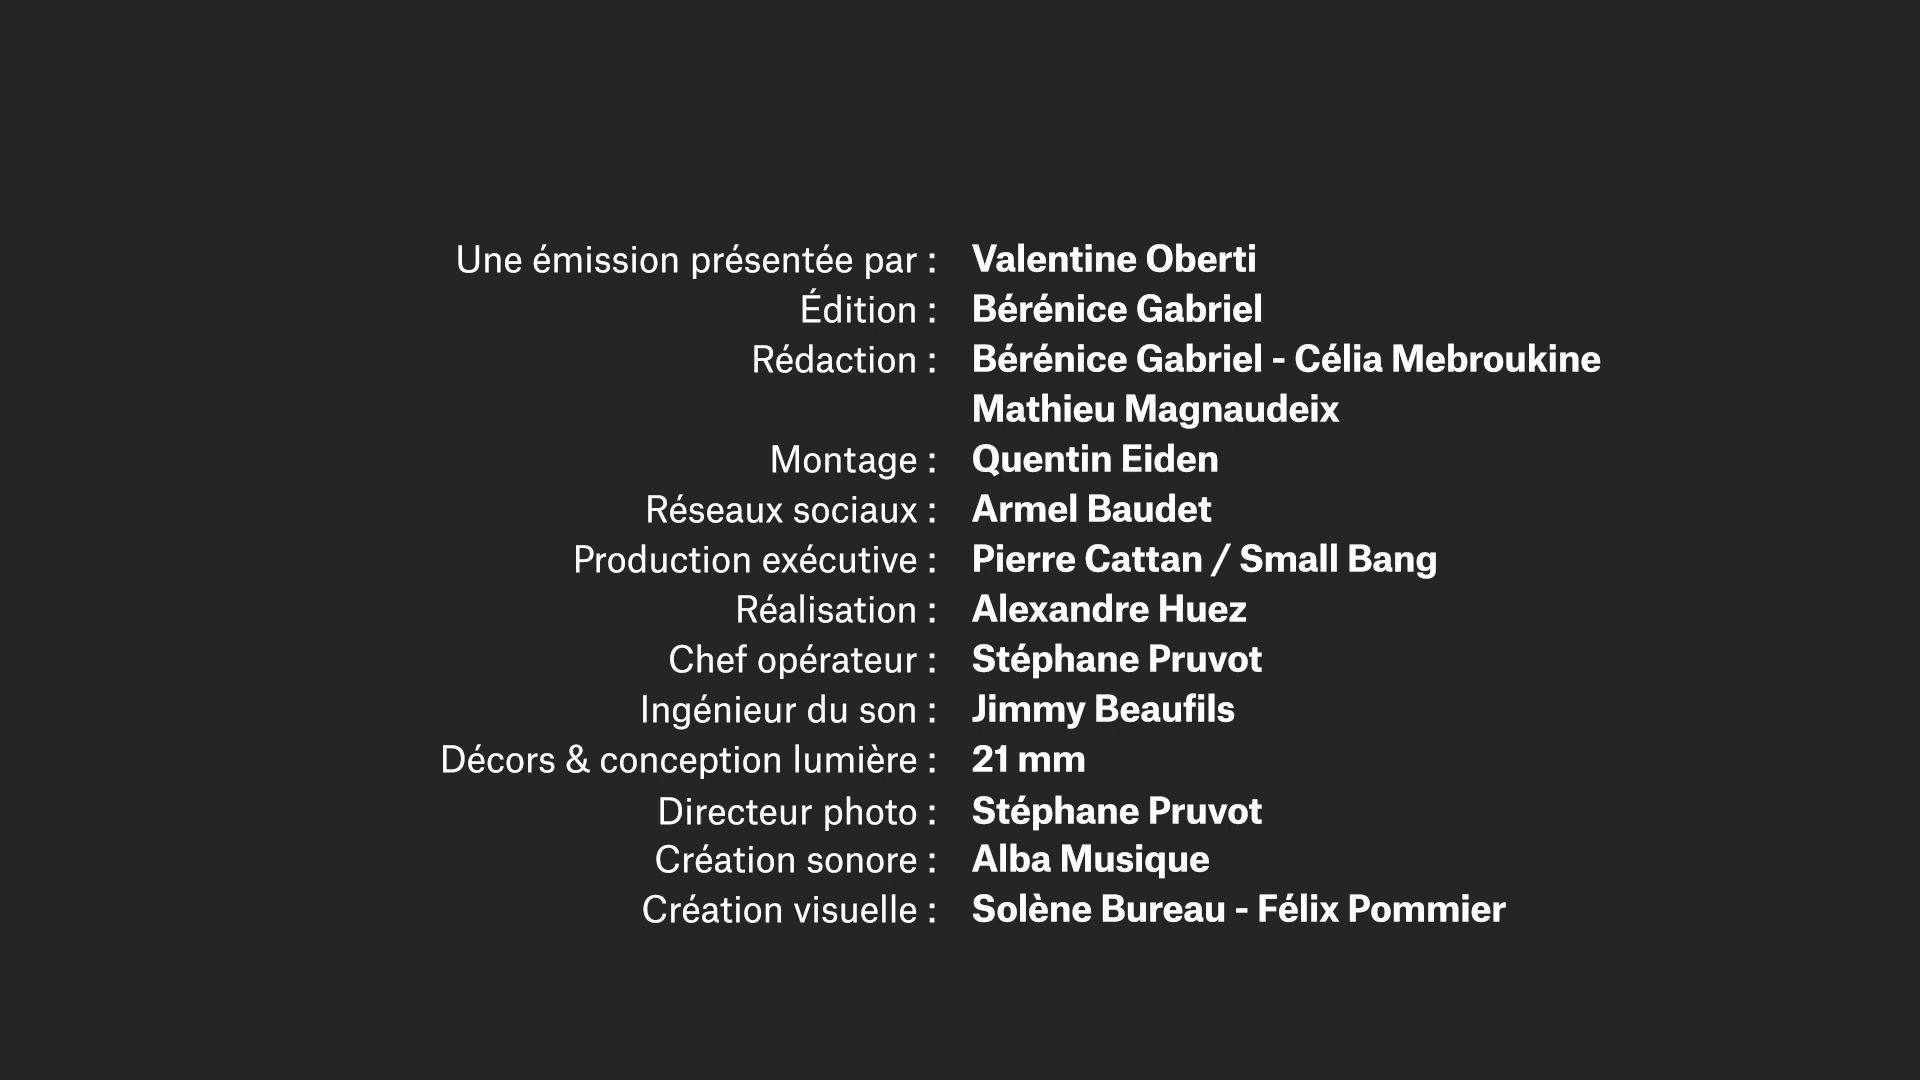 Une émission présentée par : Valentine Oberti
Édition : Bérénice Gabriel
Rédaction : Bérénice Gabriel - Célia Mebroukine
Mathieu Magnaudeix
Montage : Quentin Eiden
Réseaux sociaux : Armel Baudet
Production exécutive : Pierre Cattan / Small Bang
Réalisation : Alexandre Huez
Chef opérateur : Stéphane Pruvot
Ingénieur du son : Jimmy Beaufils
Décors & conception lumière : 21 mm
Directeur photo : Stéphane Pruvot
Création sonore : Alba Musique
Création visuelle : Solène Bureau - Félix Pommier